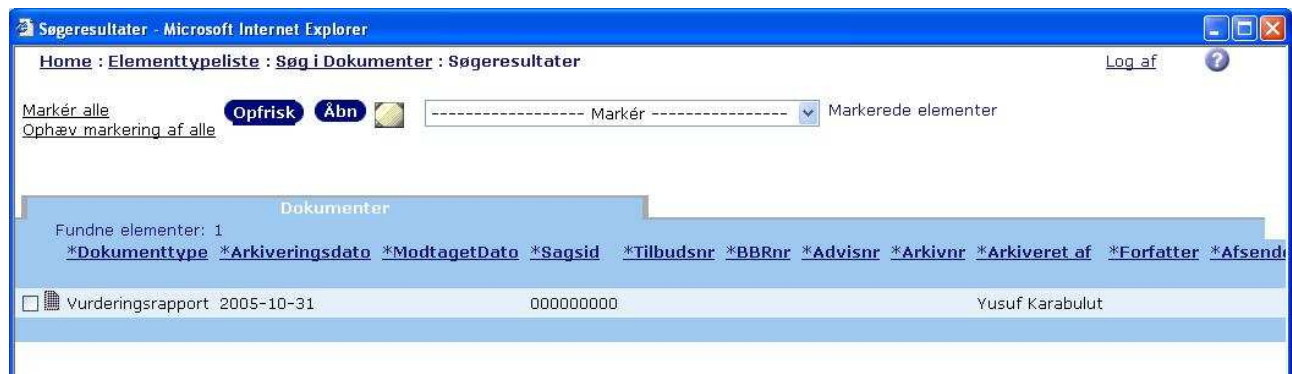 Søgeresultater - Microsoft Internet Explorer
Home : Elementtypeliste : Søg i Dokumenter : Søgeresultater Log af ?
Markér alle Opfrisk Åbn ------------------ Markér ---------------- Markerede elementer
Ophæv markering af alle
Dokumenter
Fundne elementer: 1
*Dokumenttype *Arkiveringsdato *ModtagetDato *Sagsid *Tilbudsnr *BBRnr *Advisnr *Arkivnr *Arkiveret af *Forfatter *Afsende
Vurderingsrapport 2005-10-31 000000000 Yusuf Karabulut